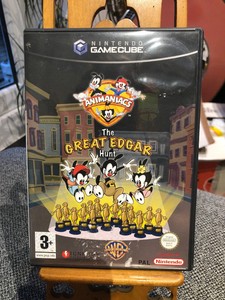 NINTENDO
GAMECUBE
ANIMANIACS
The
GREAT EDGAR
Hunt
3+
PAL
Nintendo